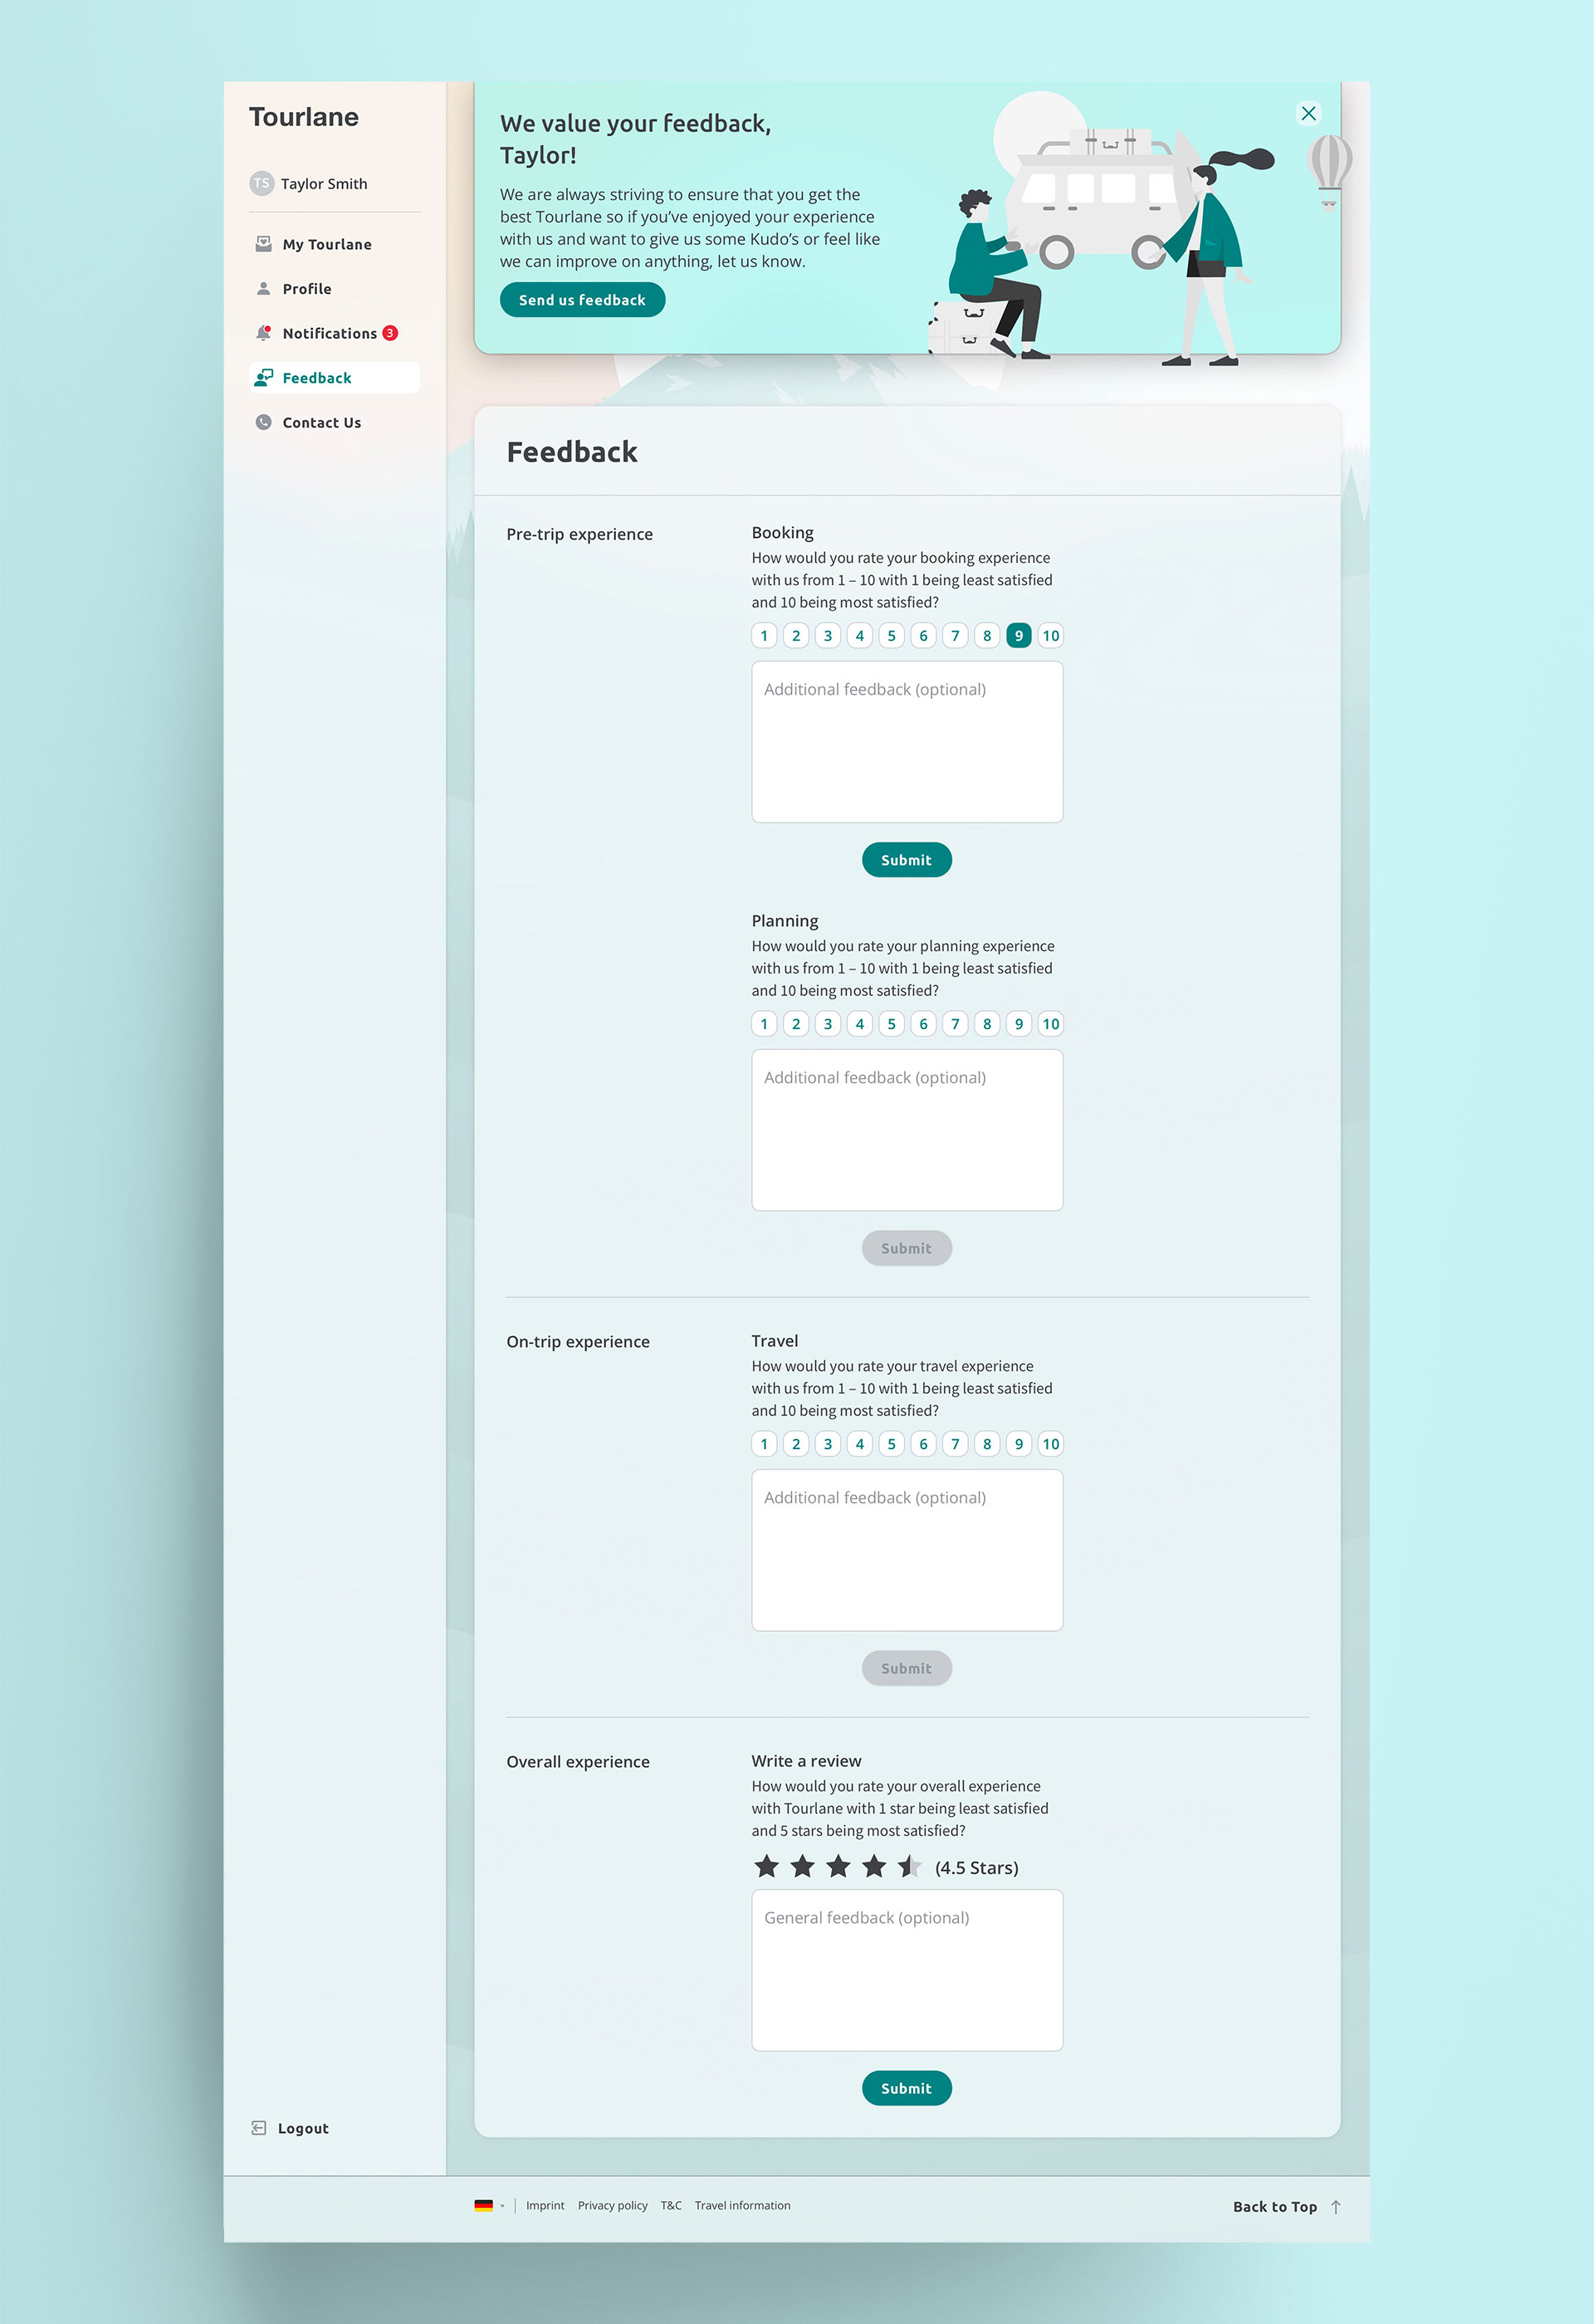 Tourlane
TS Taylor Smith
My Tourlane
Profile
Notifications 3
Feedback
Contact Us
Logout
We value your feedback,
Taylor!
We are always striving to ensure that you get the
best Tourlane so if you’ve enjoyed your experience
with us and want to give us some Kudo’s or feel like
we can improve on anything, let us know.
Send us feedback
Feedback
Pre-trip experience
Booking
How would you rate your booking experience
with us from 1 – 10 with 1 being least satisfied
and 10 being most satisfied?
1 2 3 4 5 6 7 8 9 10
Additional feedback (optional)
Submit
Planning
How would you rate your planning experience
with us from 1 – 10 with 1 being least satisfied
and 10 being most satisfied?
1 2 3 4 5 6 7 8 9 10
Additional feedback (optional)
Submit
On-trip experience
Travel
How would you rate your travel experience
with us from 1 – 10 with 1 being least satisfied
and 10 being most satisfied?
1 2 3 4 5 6 7 8 9 10
Additional feedback (optional)
Submit
Overall experience
Write a review
How would you rate your overall experience
with Tourlane with 1 star being least satisfied
and 5 stars being most satisfied?
(4.5 Stars)
General feedback (optional)
Submit
Imprint Privacy policy T&C Travel information
Back to Top